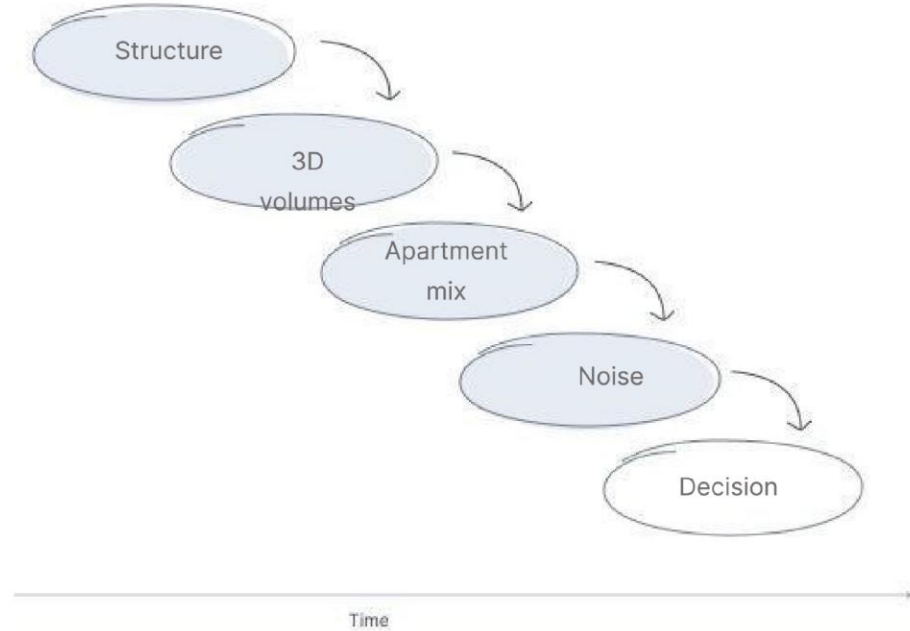 Structure
3D
volumes
Apartment
mix
Noise
Decision
Time